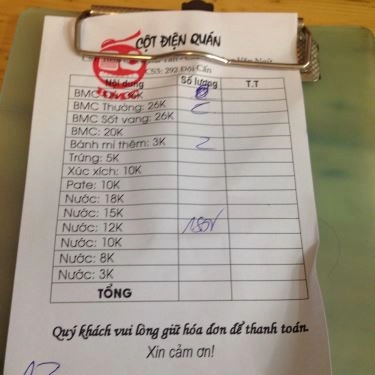 CỘT ĐIỆN QUÁN
CS3: 292 Đội Cấn
Nội dung Số lượng T.T
BMC
BMC Thường: 26K
BMC Sốt vang: 26K
BMC: 20K
Bánh mì thêm: 3K 2
Trứng: 5K
Xúc xích: 10K
Pate: 10K
Nước: 18K
Nước: 15K
Nước: 12K
Nước: 10K
Nước: 8K
Nước: 3K
TỔNG
Quý khách vui lòng giữ hóa đơn để thanh toán.
Xin cảm ơn!